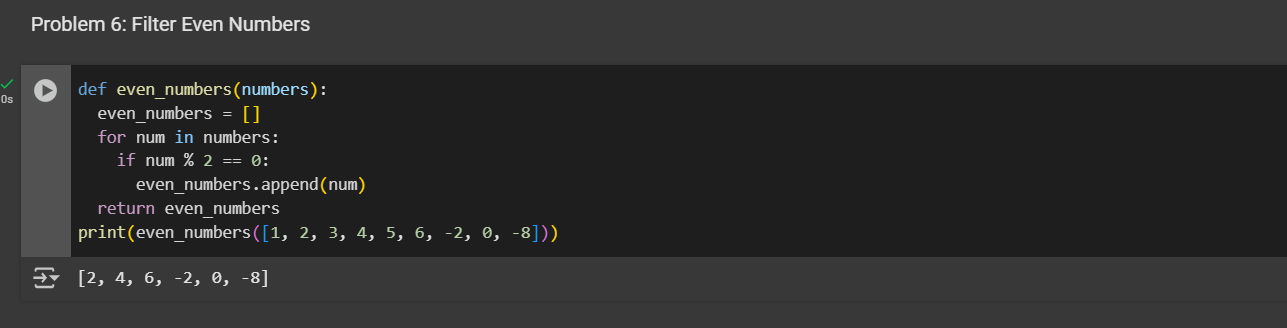 Problem 6: Filter Even Numbers
def even_numbers(numbers):
  even_numbers = []
  for num in numbers:
    if num % 2 == 0:
      even_numbers.append(num)
  return even_numbers
print(even_numbers([1, 2, 3, 4, 5, 6, -2, 0, -8]))
0s
[2, 4, 6, -2, 0, -8]